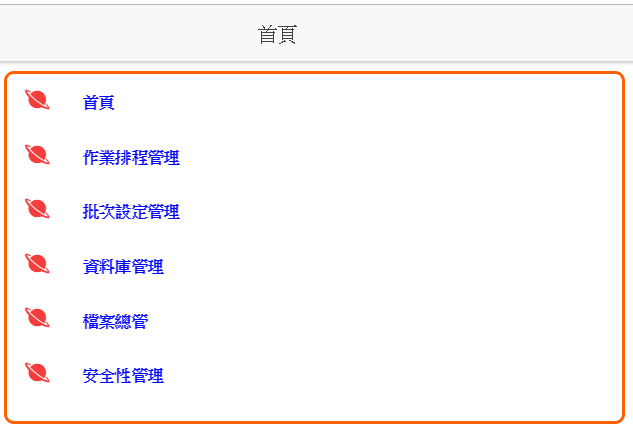 首頁
首頁
作業排程管理
批次設定管理
資料庫管理
檔案總管
安全性管理